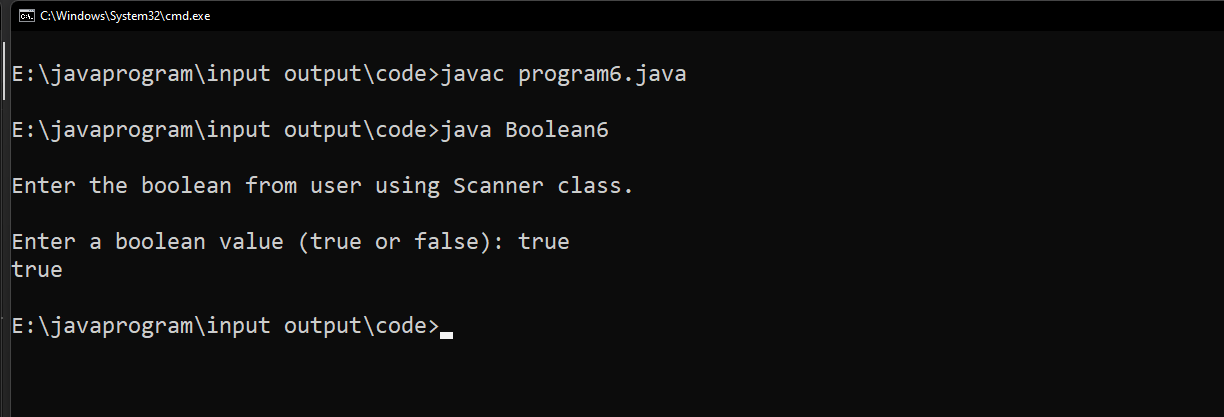 C:\Windows\System32\cmd.exe
E:\javaprogram\input output\code>javac program6.java
E:\javaprogram\input output\code>java Boolean6
Enter the boolean from user using Scanner class.
Enter a boolean value (true or false): true
true
E:\javaprogram\input output\code>